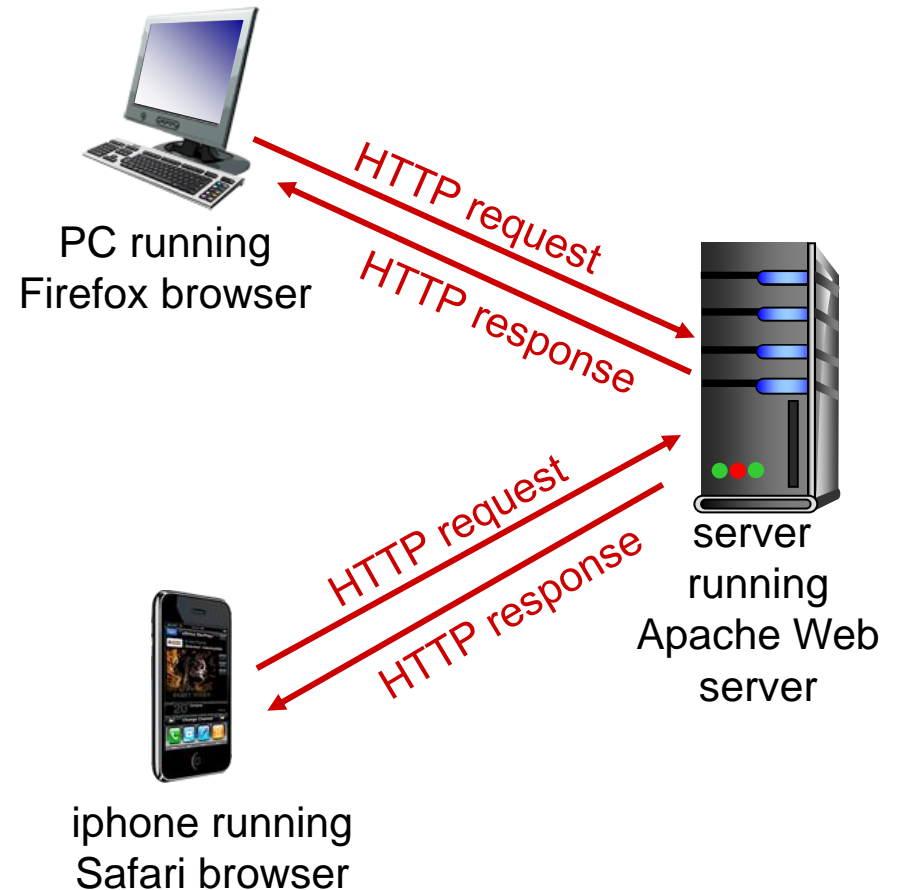 HTTP request
HTTP response
PC running
Firefox browser
HTTP request
HTTP response
server
running
Apache Web
server
iphone running
Safari browser